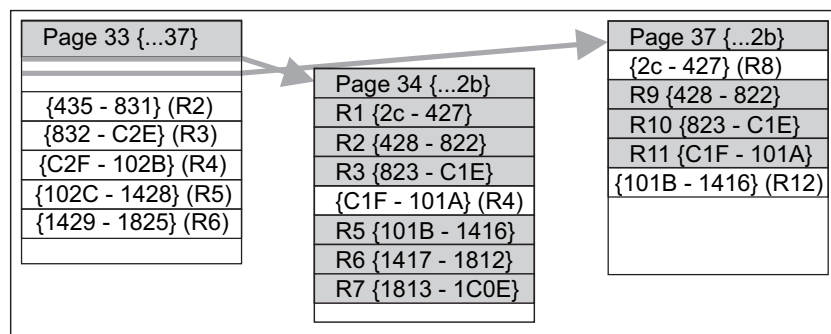 Page 33 {...37}
{435 - 831} (R2)
{832 - C2E} (R3)
{C2F - 102B} (R4)
{102C - 1428} (R5)
{1429 - 1825} (R6)
Page 34 {...2b}
R1 {2c - 427}
R2 {428 - 822}
R3 {823 - C1E}
{C1F - 101A} (R4)
R5 {101B - 1416}
R6 {1417 - 1812}
R7 {1813 - 1C0E}
Page 37 {...2b}
{2c - 427} (R8)
R9 {428 - 822}
R10 {823 - C1E}
R11 {C1F - 101A}
{101B - 1416} (R12)